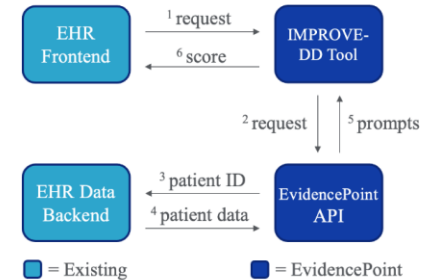 EHR
Frontend
¹ request
⁶ score
IMPROVE-
DD Tool
² request
⁵ prompts
EHR Data
Backend
³ patient ID
⁴ patient data
EvidencePoint
API
= Existing
= EvidencePoint